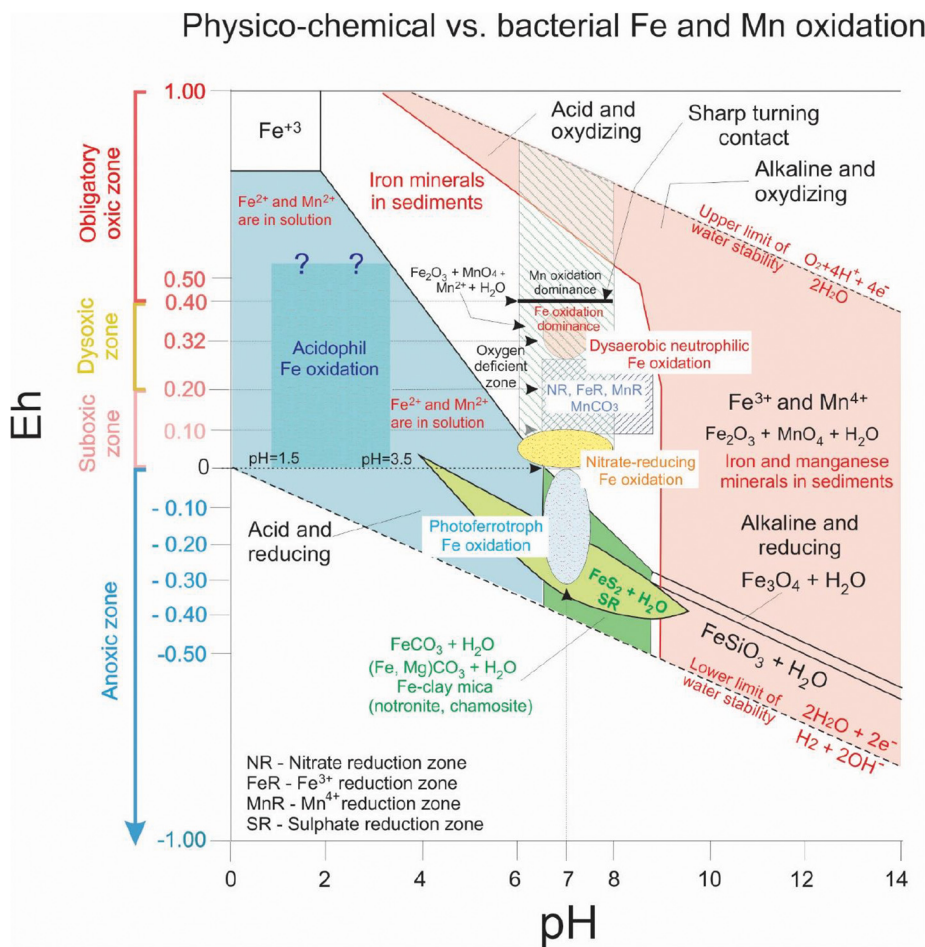 Physico-chemical vs. bacterial Fe and Mn oxidation
Eh
Obligatory
oxic zone
Dysoxic
zone
Suboxic
zone
Anoxic zone
1.00
0.50
0.40
0.32
0.20
0.10
0
- 0.10
- 0.20
- 0.30
- 0.40
-0.50
-1.00
Fe+3
Fe2+ and Mn2+
are in solution
? ?
Acidophil
Fe oxidation
Fe2+ and Mn2+
are in solution
pH=1.5
pH=3.5
Iron minerals
in sediments
Acid and
oxydizing
Sharp turning
contact
Alkaline and
oxydizing
Upper limit of
water stability
O2+4H+ + 4e-
2H2O
Fe2O3 + MnO4 +
Mn2+ + H2O
Mn oxidation
dominance
Fe oxidation
dominance
Oxygen
deficient
zone
Dysaerobic neutrophilic
Fe oxidation
NR, FeR, MnR
MnCO3
Nitrate-reducing
Fe oxidation
Fe3+ and Mn4+
Fe2O3 + MnO4 + H2O
Iron and manganese
minerals in sediments
Acid and
reducing
Photoferrotroph
Fe oxidation
FeS2 + H2O
SR
Alkaline and
reducing
Fe3O4 + H2O
FeSiO3 + H2O
Lower limit of
water stability
2H2O + 2e-
H2 + 2OH-
FeCO3 + H2O
(Fe, Mg)CO3 + H2O
Fe-clay mica
(notronite, chamosite)
NR - Nitrate reduction zone
FeR - Fe3+ reduction zone
MnR - Mn4+ reduction zone
SR - Sulphate reduction zone
0 2 4 6 7 8 10 12 14
pH